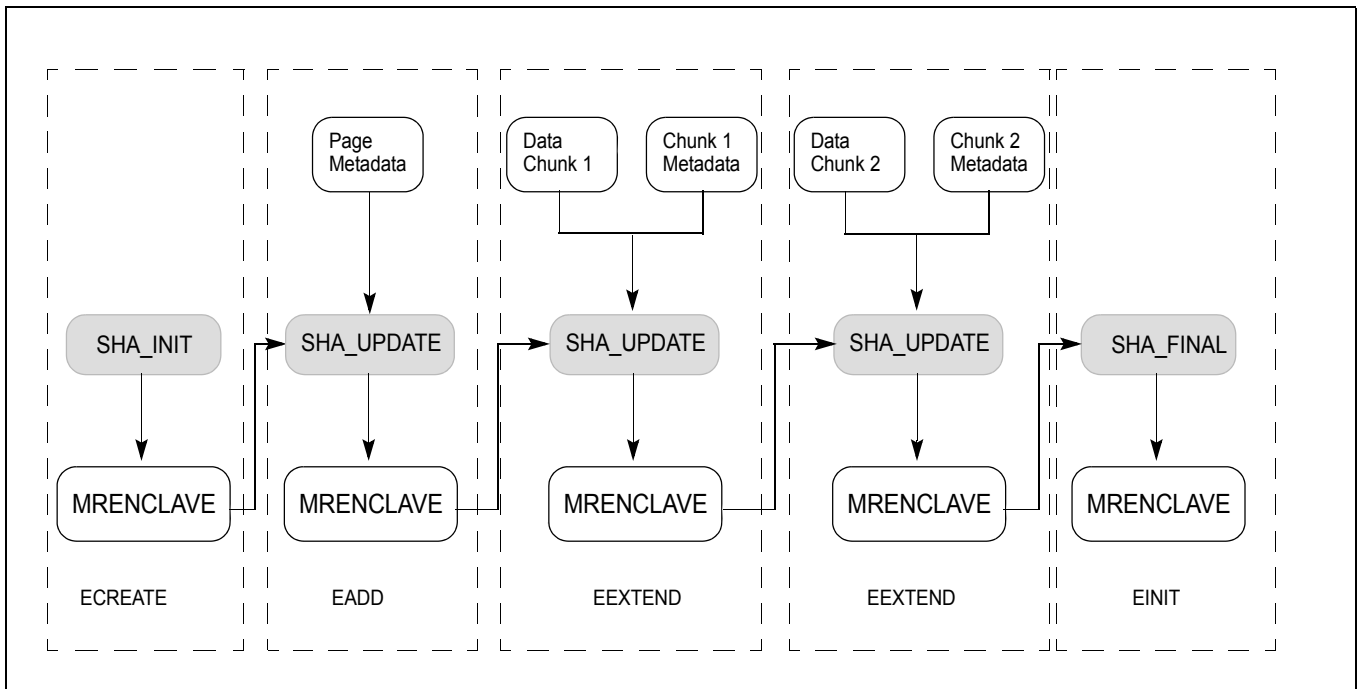 Page
Metadata
Data
Chunk 1
Chunk 1
Metadata
Data
Chunk 2
Chunk 2
Metadata
SHA_INIT
SHA_UPDATE
SHA_UPDATE
SHA_UPDATE
SHA_FINAL
MRENCLAVE
MRENCLAVE
MRENCLAVE
MRENCLAVE
MRENCLAVE
ECREATE
EADD
EEXTEND
EEXTEND
EINIT